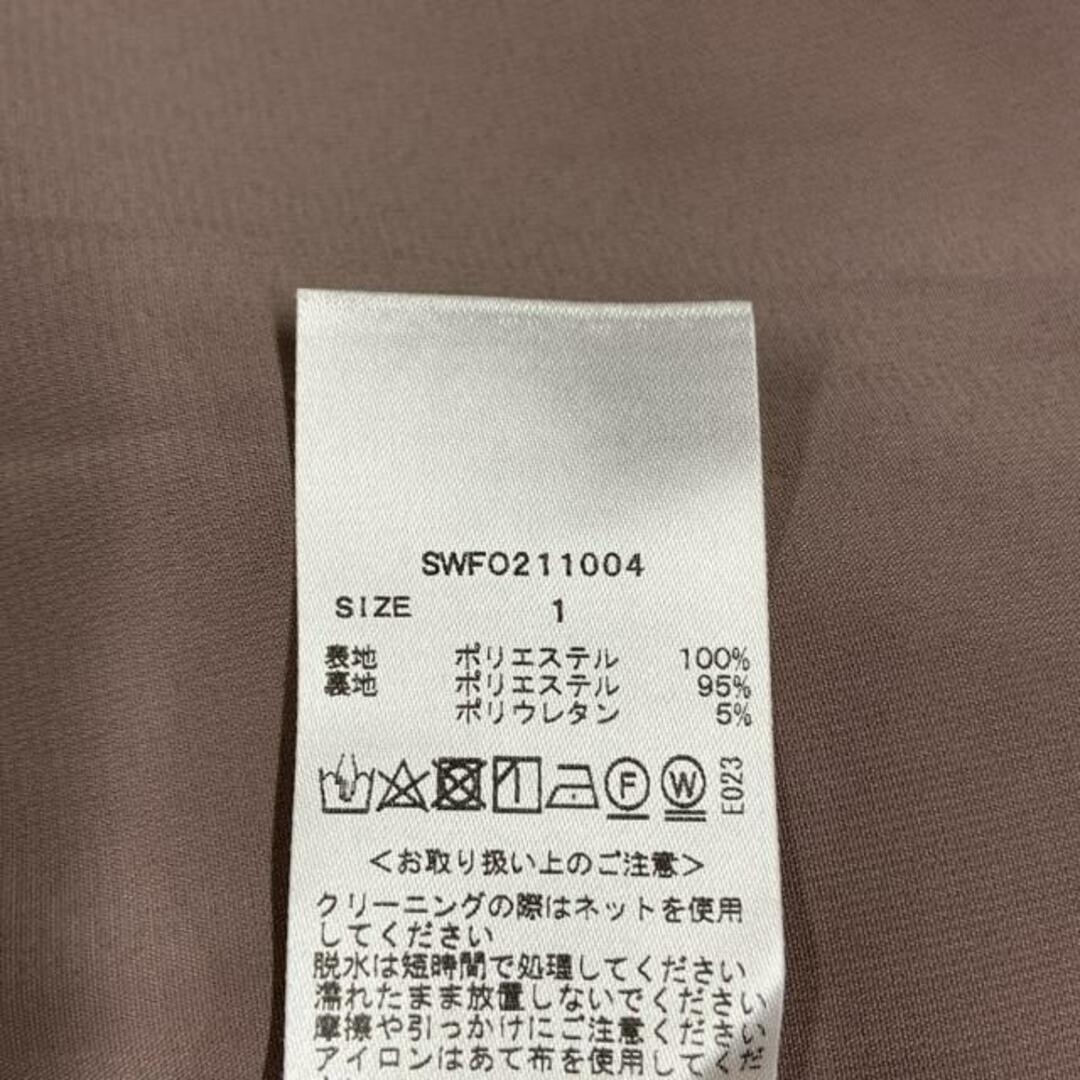 SWFO211004
SIZE 1
表地 ポリエステル 100%
裏地 ポリエステル 95%
ポリウレタン 5%
F W E023
<お取り扱い上のご注意>
クリーニングの際はネットを使用
してください
脱水は短時間で処理してください
濡れたまま放置しないでください
摩擦や引っかけにご注意ください
アイロンはあて布を使用してくだ